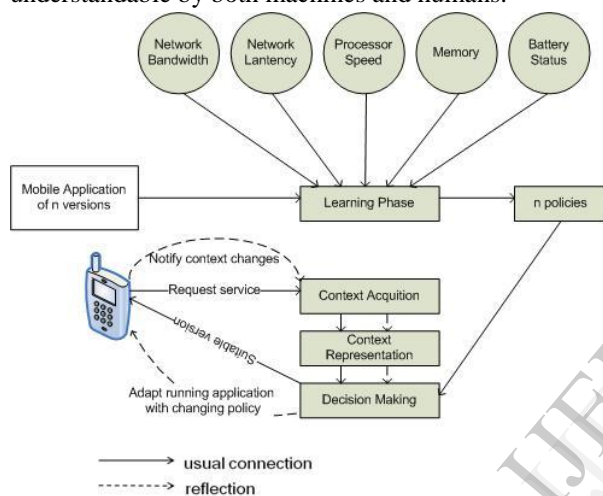 understandable by both machines and humans.
Network
Bandwidth
Network
Lantency
Processor
Speed
Memory
Battery
Status
Mobile Application
of n versions
Learning Phase
n policies
Notify context changes
Request service
Context Acquition
Suitable version
Context
Representation
Adapt running application
with changing policy
Decision Making
usual connection
reflection
IJE